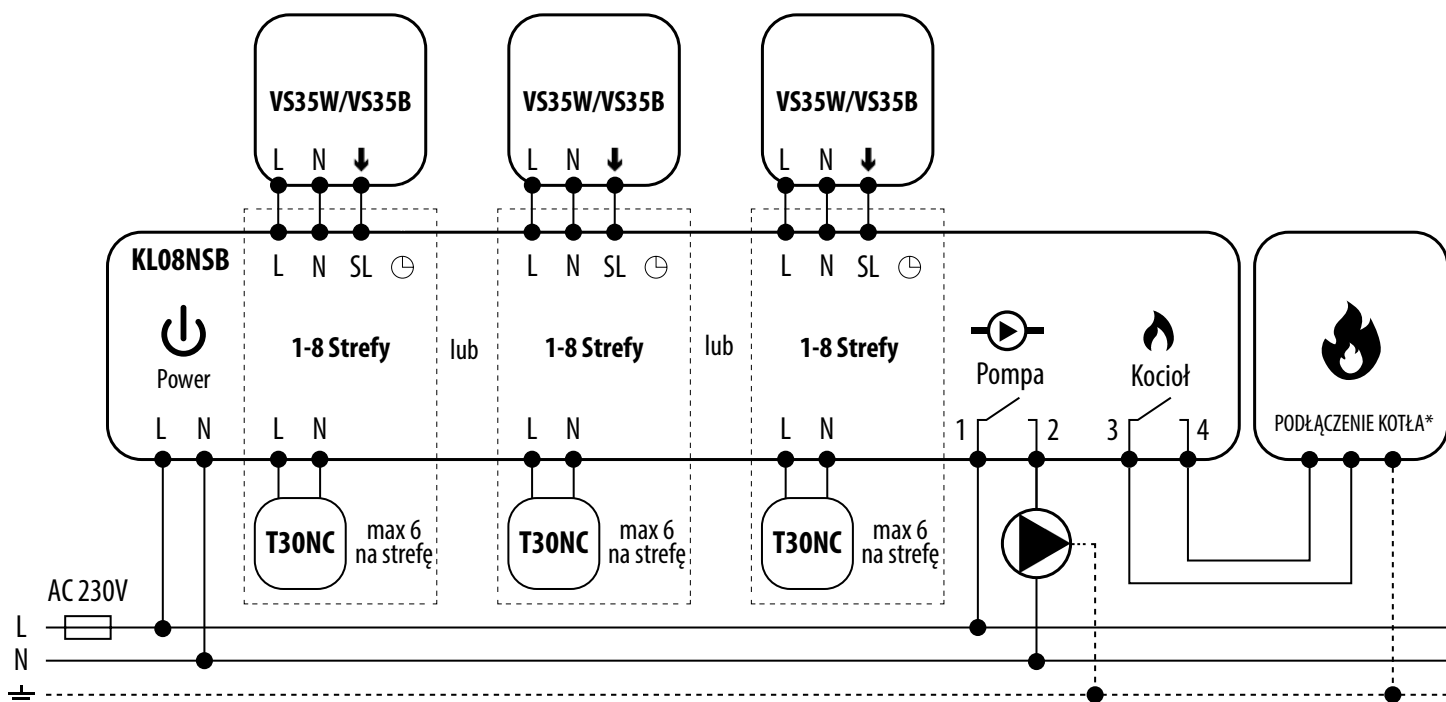 VS35W/VS35B VS35W/VS35B VS35W/VS35B
L N L N L N
KL08NSB
L N SL L N SL L N SL
Power
1-8 Strefy lub 1-8 Strefy lub 1-8 Strefy
Pompa Kocioł
PODŁĄCZENIE KOTŁA*
L N L N L N L N 1 2 3 4
T30NC max 6 na strefę
T30NC max 6 na strefę
T30NC max 6 na strefę
AC 230V
L
N